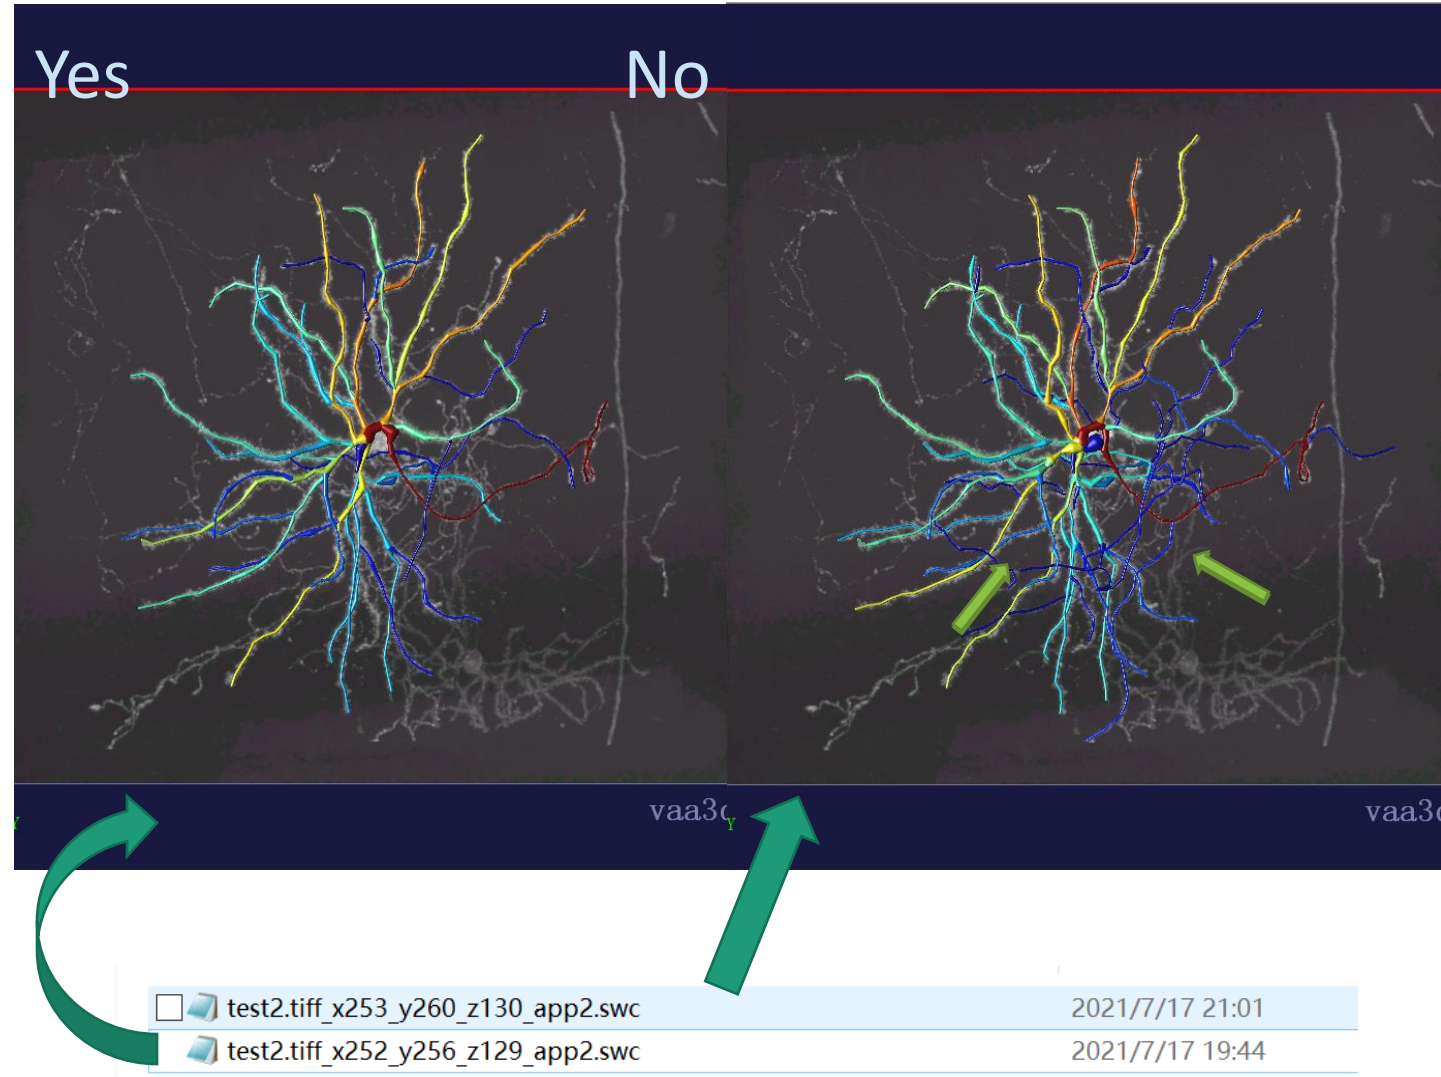 Yes
No
Y
vaa3d
Y
vaa3d
test2.tiff_x253_y260_z130_app2.swc 2021/7/17 21:01
test2.tiff_x252_y256_z129_app2.swc 2021/7/17 19:44